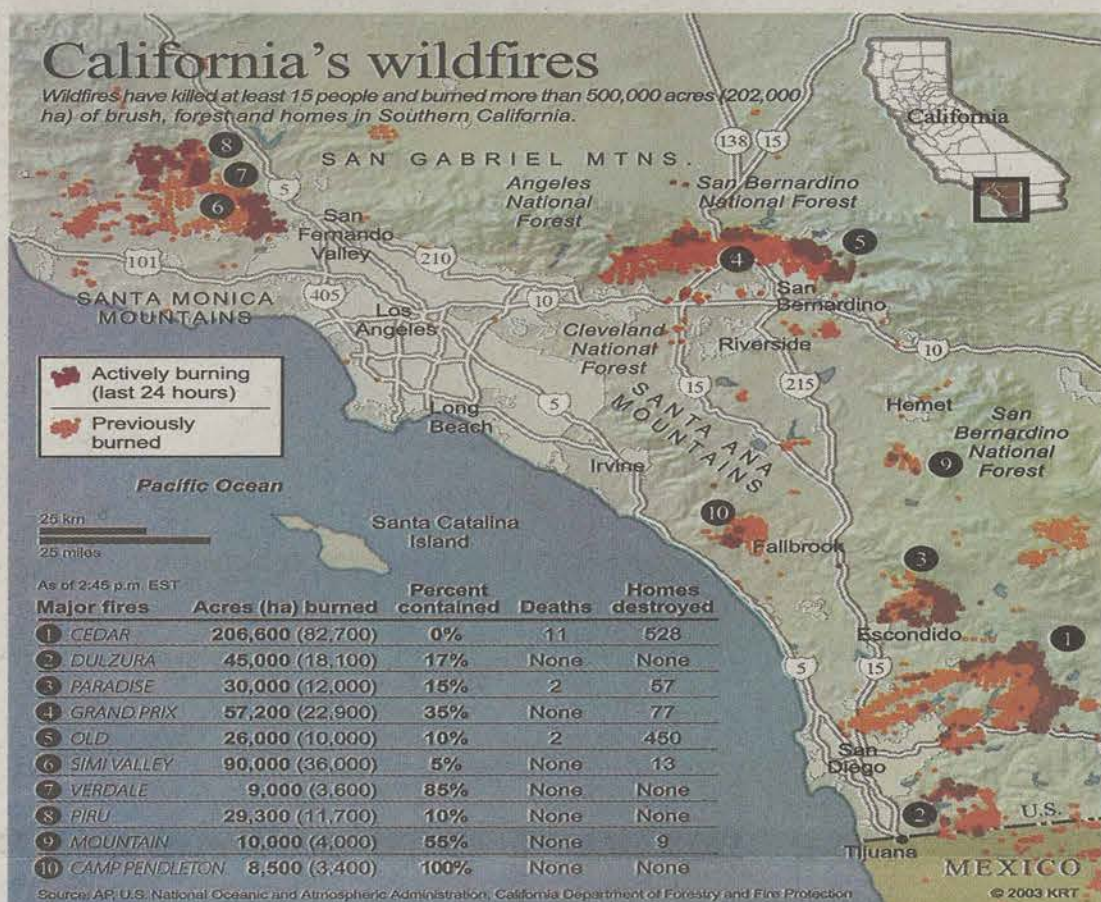 California's wildfires
Wildfires have killed at least 15 people and burned more than 500,000 acres (202,000
ha) of brush, forest and homes in Southern California.
California
138
15
8
7
6
5
SAN GABRIEL MTNS.
Angeles
National
Forest
San Bernardino
National Forest
San
Fernando
Valley
5
4
101
210
SANTA MONICA
MOUNTAINS
405
Los
Angeles
10
San
Bernardino
Cleveland
National
Forest
Riverside
10
Actively burning
(last 24 hours)
Previously
burned
15
215
Long
Beach
5
SANTA ANA
MOUNTAINS
Hemet
San
Bernardino
National
Forest
Irvine
9
Pacific Ocean
10
25 km
25 miles
Santa Catalina
Island
Fallbrook
3
Escondido
1
5
15
San
Diego
2
U.S.
Tijuana
MEXICO
As of 2:45 p.m. EST
Major fires Acres (ha) burned Percent contained Deaths Homes destroyed
1 CEDAR 206,600 (82,700) 0% 11 528
2 DULZURA 45,000 (18,100) 17% None None
3 PARADISE 30,000 (12,000) 15% 2 57
4 GRAND PRIX 57,200 (22,900) 35% None 77
5 OLD 26,000 (10,000) 10% 2 450
6 SIMI VALLEY 90,000 (36,000) 5% None 13
7 VERDALE 9,000 (3,600) 85% None None
8 PIRU 29,300 (11,700) 10% None None
9 MOUNTAIN 10,000 (4,000) 55% None 9
10 CAMP PENDLETON 8,500 (3,400) 100% None None
Source: AP, U.S. National Oceanic and Atmospheric Administration, California Department of Forestry and Fire Protection
© 2003 KRT